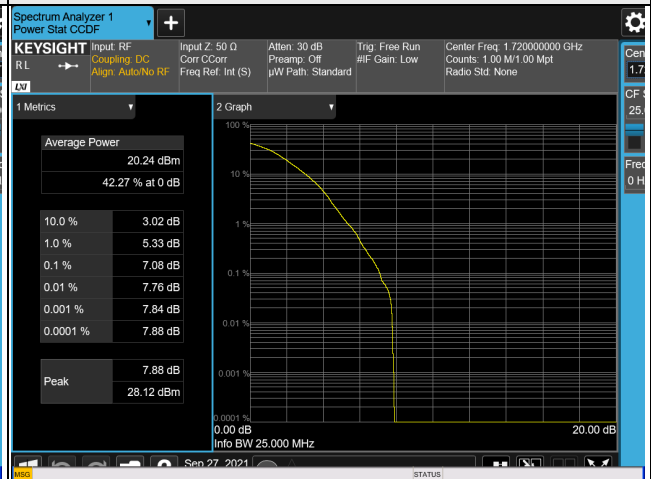 Spectrum Analyzer 1
Power Stat CCDF
KEYSIGHT
RL
LXI
Input: RF
Coupling: DC
Align: Auto/No RF
Input Z: 50 Ω
Corr CCorr
Freq Ref: Int (S)
Atten: 30 dB
Preamp: Off
µW Path: Standard
Trig: Free Run
#IF Gain: Low
Center Freq: 1.720000000 GHz
Counts: 1.00 M/1.00 Mpt
Radio Std: None
1 Metrics
Average Power
20.24 dBm
42.27 % at 0 dB
10.0 % 3.02 dB
1.0 % 5.33 dB
0.1 % 7.08 dB
0.01 % 7.76 dB
0.001 % 7.84 dB
0.0001 % 7.88 dB
Peak
7.88 dB
28.12 dBm
2 Graph
100 %
10 %
1 %
0.1 %
0.01 %
0.001 %
0.0001 %
0.00 dB
20.00 dB
Info BW 25.000 MHz
Cen
1.7
CF S
25.
Freq
0 H
Sep 27, 2021
MSG
STATUS